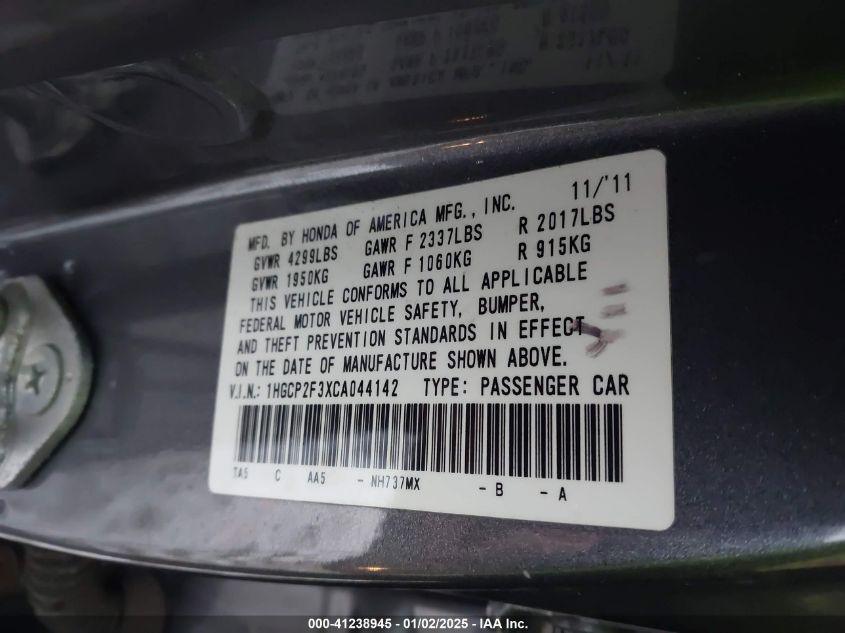 MFD. BY HONDA OF AMERICA MFG., INC. 11/'11
GVWR 4299LBS GAWR F 2337LBS R 2017LBS
GVWR 1950KG GAWR F 1060KG R 915KG
THIS VEHICLE CONFORMS TO ALL APPLICABLE
FEDERAL MOTOR VEHICLE SAFETY, BUMPER,
AND THEFT PREVENTION STANDARDS IN EFFECT
ON THE DATE OF MANUFACTURE SHOWN ABOVE.
V.I.N.: 1HGCP2F3XCA044142 TYPE: PASSENGER CAR
TA5 C AA5 - NH737MX - B - A
000-41238945 - 01/02/2025 - IAA Inc.